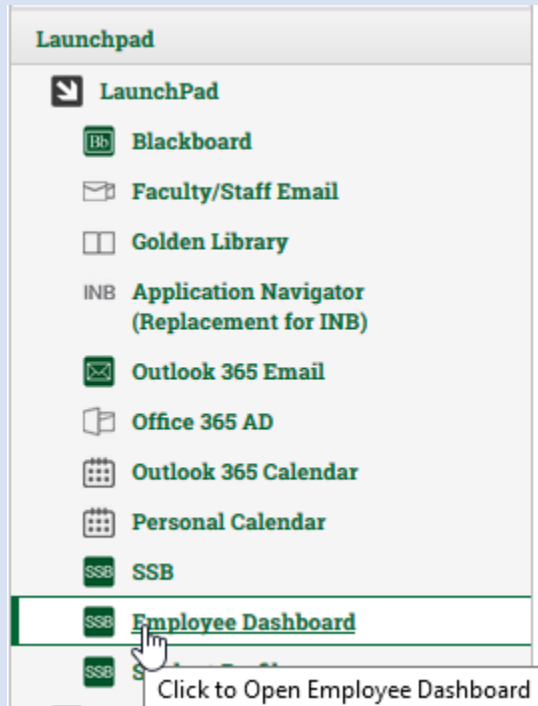 Launchpad
LaunchPad
Bb Blackboard
Faculty/Staff Email
Golden Library
INB Application Navigator
(Replacement for INB)
Outlook 365 Email
Office 365 AD
Outlook 365 Calendar
Personal Calendar
SSB SSB
SSB Employee Dashboard
SSB
Click to Open Employee Dashboard